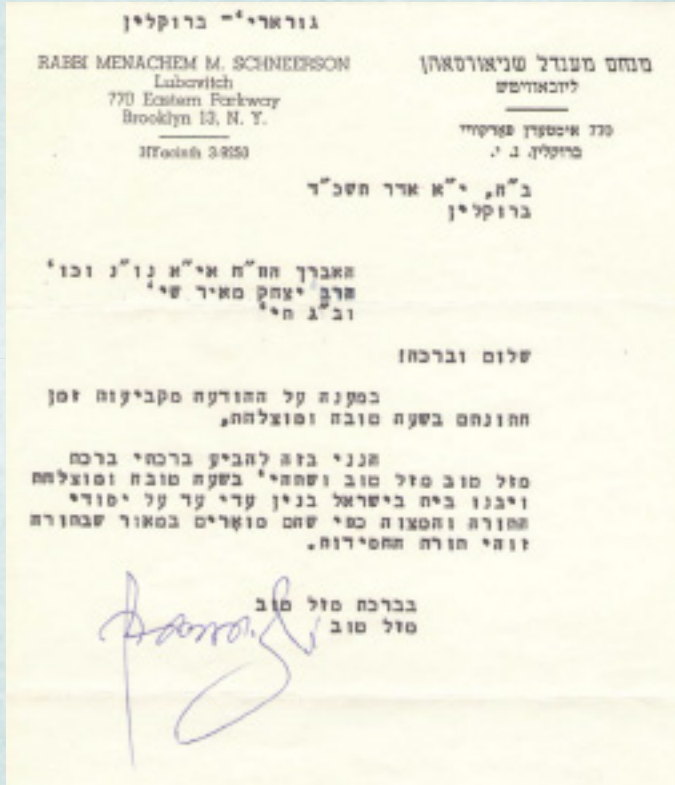 גורארי'- ברוקלין
RABBI MENACHEM M. SCHNEERSON
Lubavitch
770 Eastern Parkway
Brooklyn 13, N. Y.
HYacinth 3-9250
מנחם מענדל שניאורסאהן
ליובאוויטש
770 איסטערן פארקוויי
ברוקלין, נ. י.
ב"ה, י"א אדר תשכ"ד
ברוקלין
האברך הת' אי"א נו"נ וכו'
הרב יצחק מאיר שי'
וב"ג תי'
שלום וברכה!
במענה על ההודעה מקביעות זמן
חתונתם בשעה טובה ומוצלחת,
הנני בזה להביע ברכתי ברכת
מזל טוב מזל טוב ושתהי' בשעה טובה ומוצלחת
ויבנו בית בישראל בנין עדי עד על יסודי
התורה והמצוה כפי שהם מוארים במאור שבתורה
זוהי תורת החסידות.
בברכת מזל טוב
מזל טוב